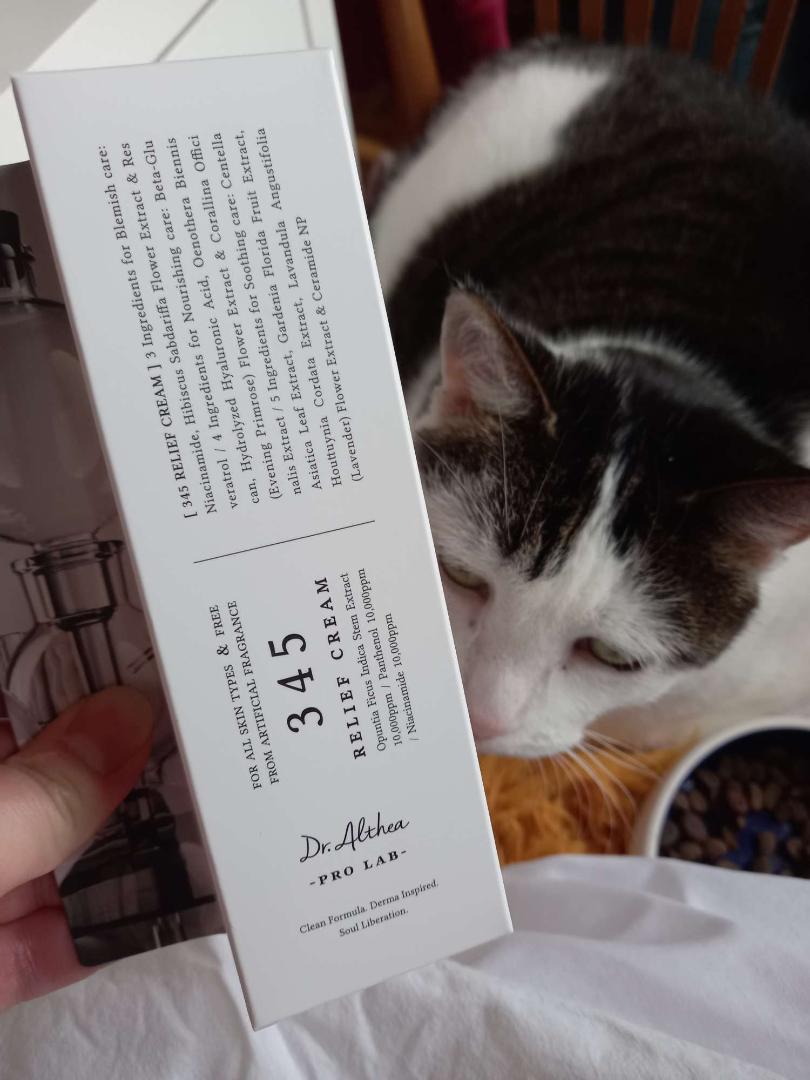 Dr.Althea
-PRO LAB-
Clean Formula. Derma Inspired.
Soul Liberation.
FOR ALL SKIN TYPES & FREE
FROM ARTIFICIAL FRAGRANCE
345
RELIEF CREAM
Opuntia Ficus Indica Stem Extract
10,000ppm / Panthenol 10,000ppm
/ Niacinamide 10,000ppm
[ 345 RELIEF CREAM ] 3 Ingredients for Blemish care:
Niacinamide, Hibiscus Sabdariffa Flower Extract & Res
veratrol / 4 Ingredients for Nourishing care: Beta-Glu
can, Hydrolyzed Hyaluronic Acid, Oenothera Biennis
(Evening Primrose) Flower Extract & Corallina Offici
nalis Extract / 5 Ingredients for Soothing care: Centella
Asiatica Leaf Extract, Gardenia Florida Fruit Extract,
Houttuynia Cordata Extract, Lavandula Angustifolia
(Lavender) Flower Extract & Ceramide NP